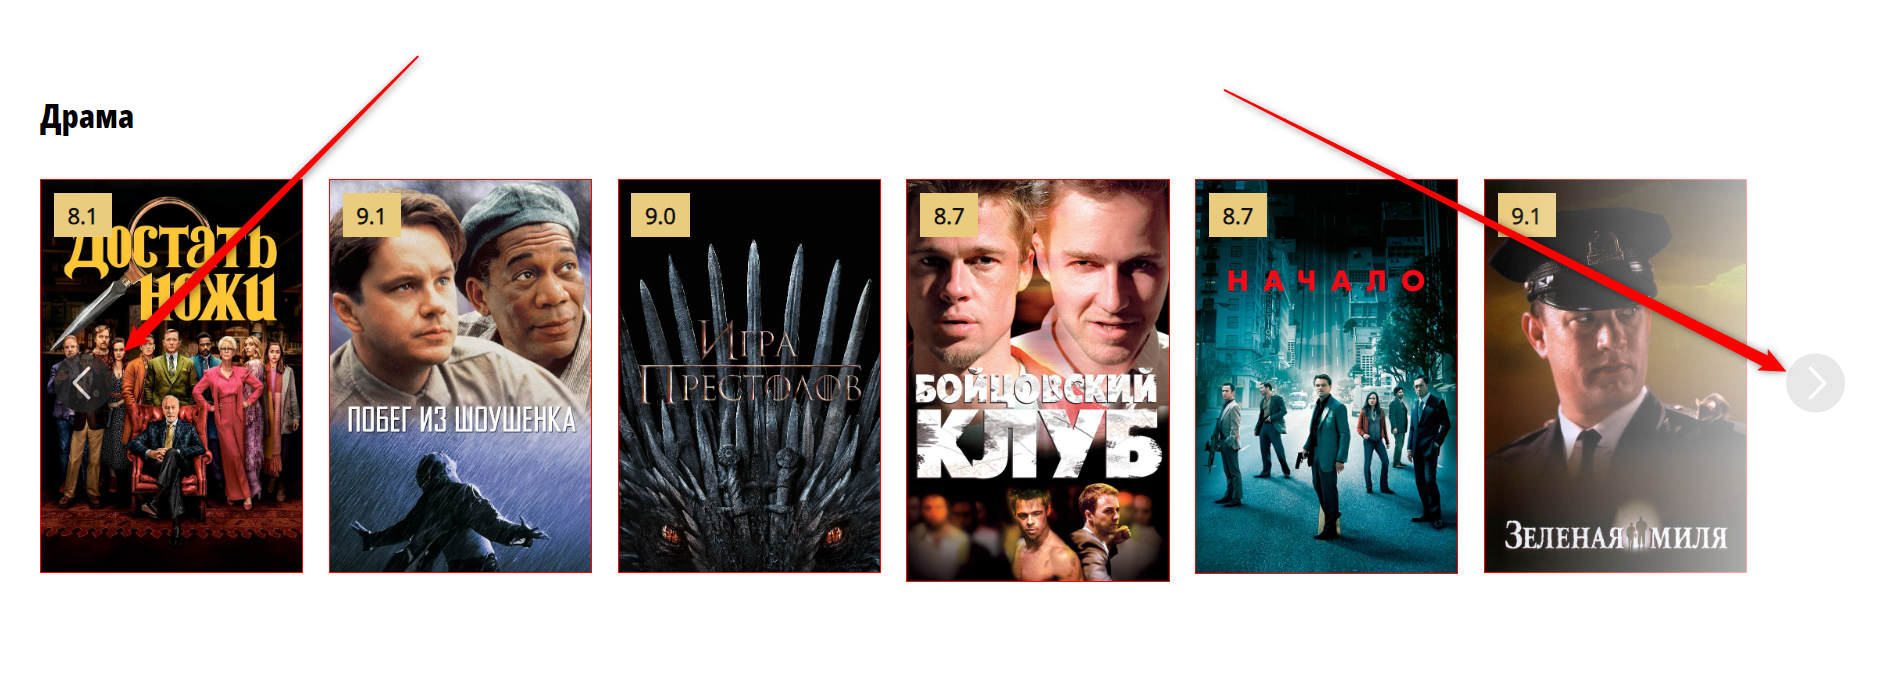 Драма
8.1
ДОСТАТЬ
НОЖИ
9.1
ПОБЕГ ИЗ ШОУШЕНКА
9.0
ИГРА
ПРЕСТОЛОВ
8.7
БОЙЦОВСКИЙ
КЛУБ
8.7
НАЧАЛО
9.1
ЗЕЛЕНАЯ МИЛЯ